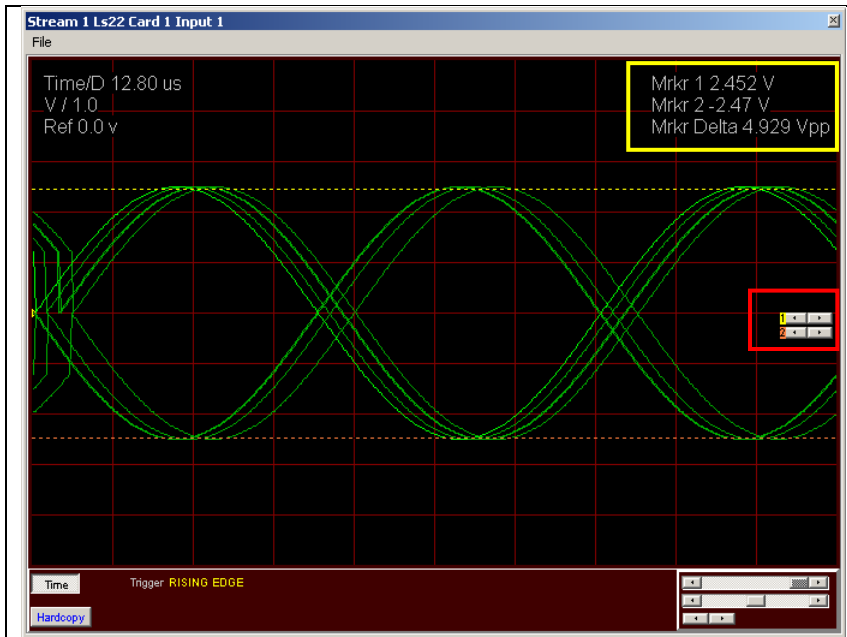 Stream 1 Ls22 Card 1 Input 1
File
Time/D 12.80 us
V / 1.0
Ref 0.0 v
Mrkr 1 2.452 V
Mrkr 2 -2.47 V
Mrkr Delta 4.929 Vpp
1
2
Time
Trigger RISING EDGE
Hardcopy